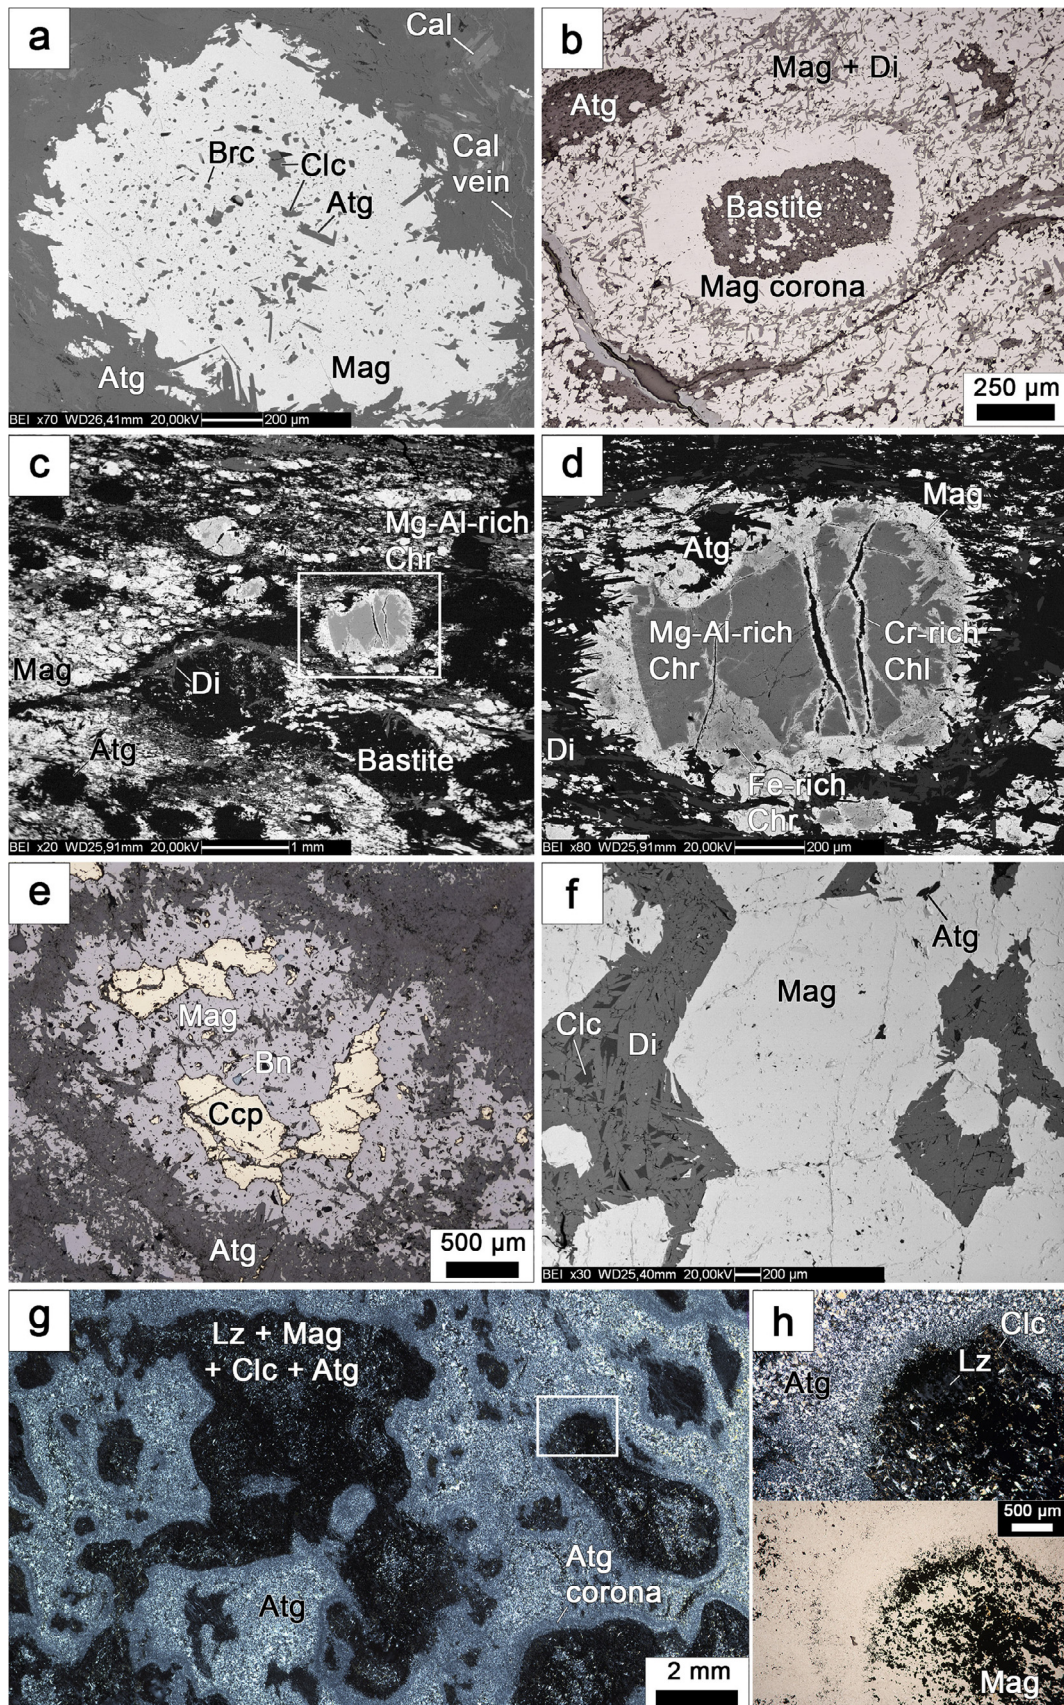 a
Cal
Brc
Clc
Atg
Cal
vein
Atg
Mag
BEI x70 WD26,41mm 20,00kV 200 µm
b
Mag + Di
Atg
Bastite
Mag corona
250 µm
c
Mg-Al-rich
Chr
Mag
Di
Atg
Bastite
BEI x20 WD25,91mm 20,00kV 1 mm
d
Mag
Atg
Mg-Al-rich
Chr
Cr-rich
Chl
Di
Fe-rich
Chr
BEI x80 WD25,91mm 20,00kV 200 µm
e
Mag
Bn
Ccp
Atg
500 µm
f
Atg
Mag
Clc
Di
BEI x30 WD25,40mm 20,00kV 200 µm
g
Lz + Mag
+ Clc + Atg
Atg
corona
Atg
2 mm
h
Clc
Lz
Atg
500 µm
Mag